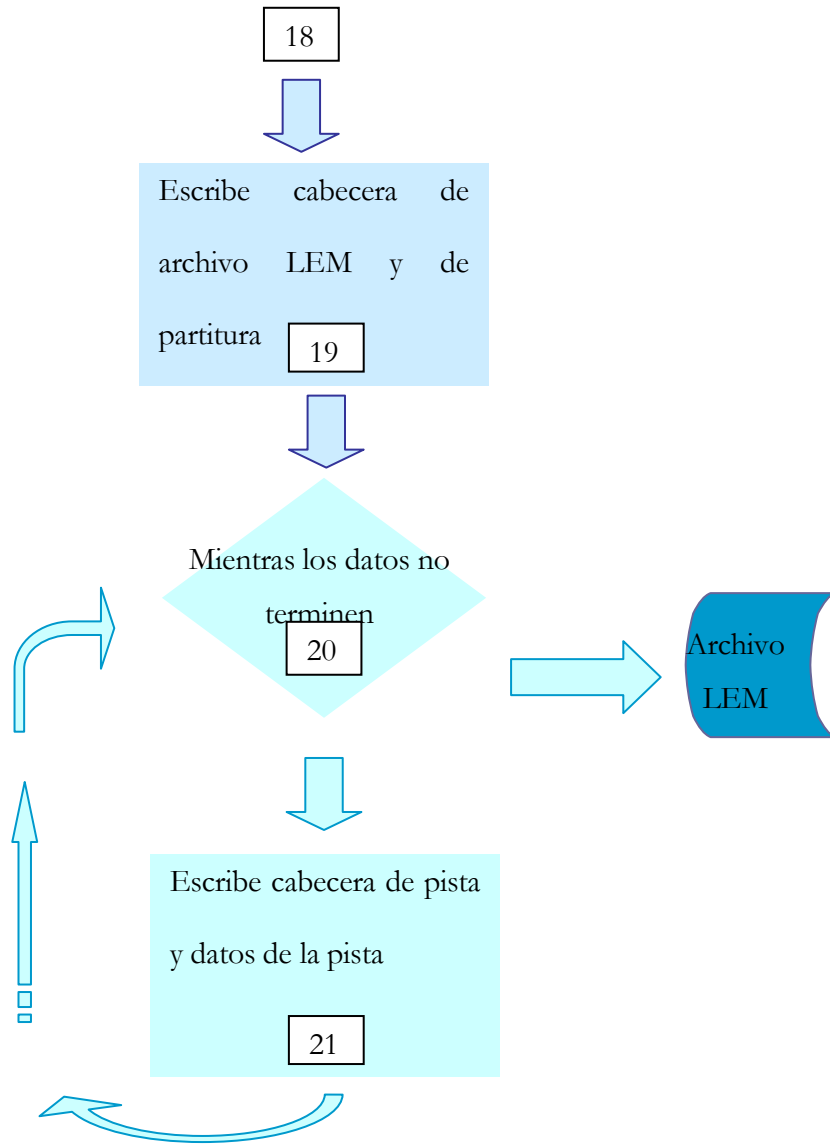 18
Escribe cabecera de
archivo LEM y de
partitura
19
Mientras los datos no
terminen
20
Archivo
LEM
Escribe cabecera de pista
y datos de la pista
21